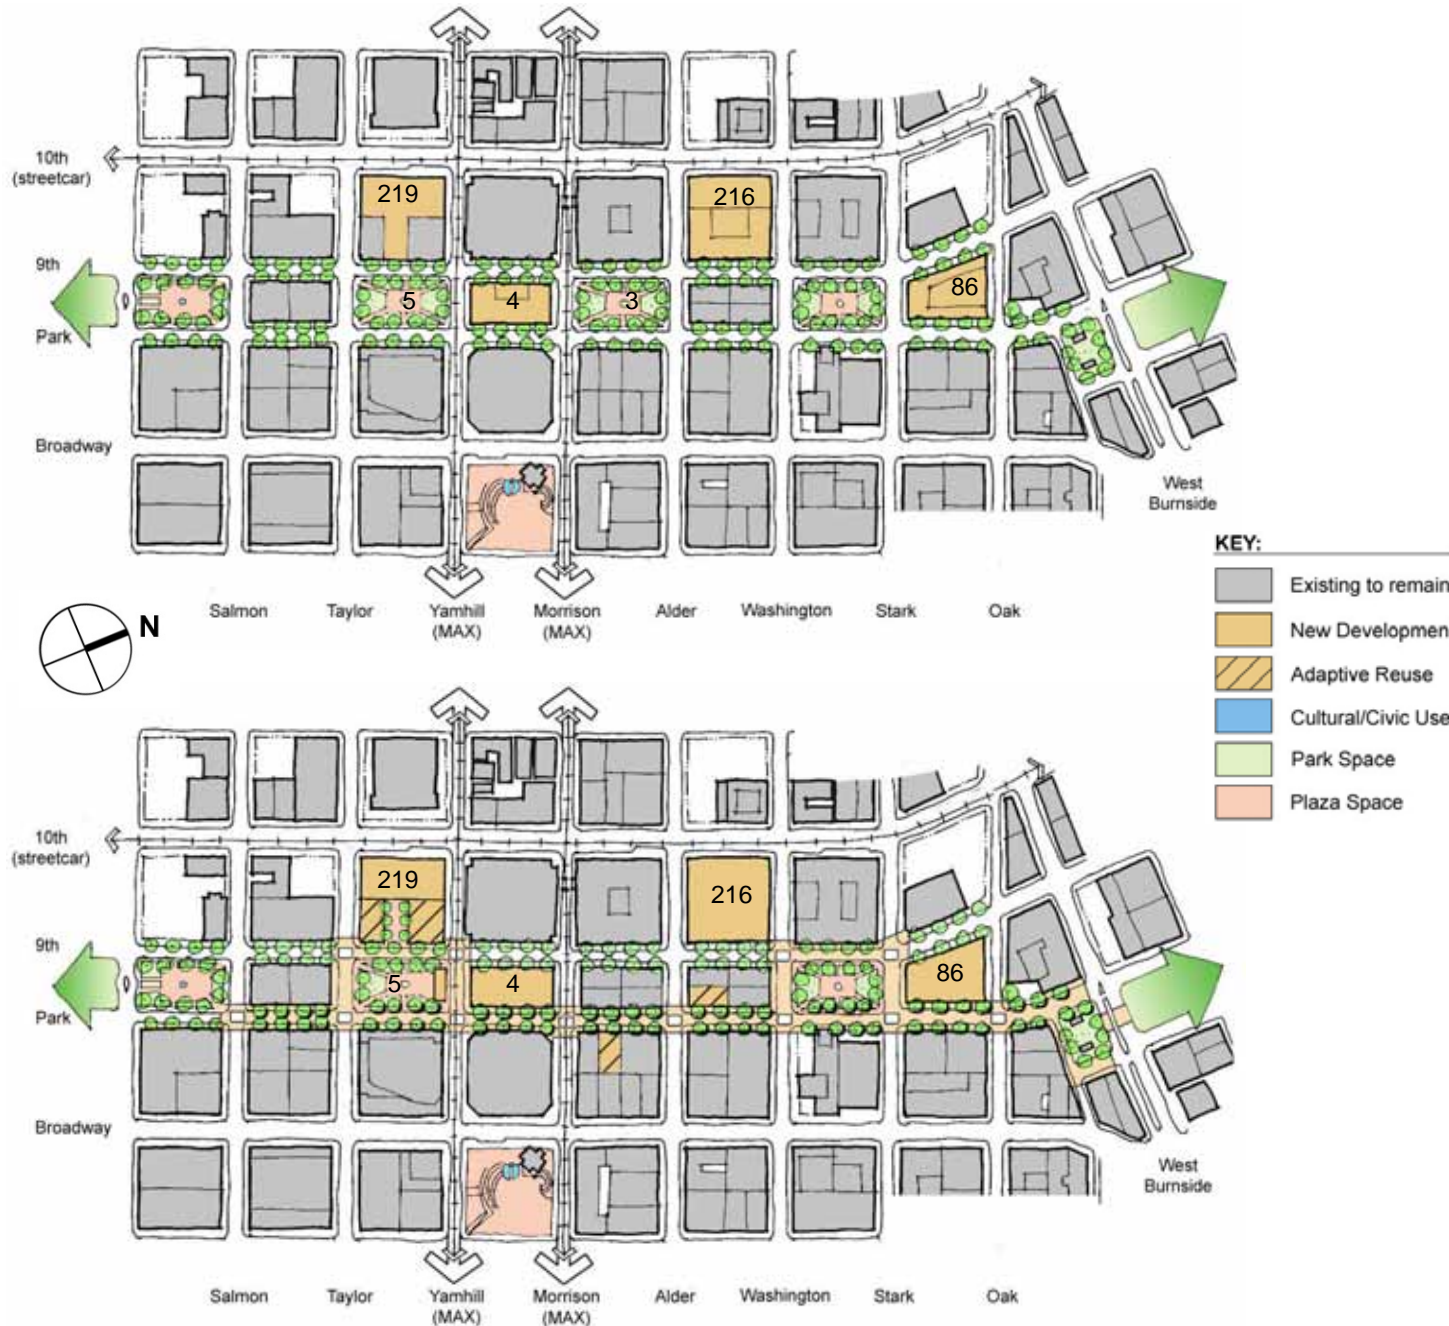 10th
(streetcar)
219
216
9th
5
4
3
86
Park
Broadway
West
Burnside
Salmon
Taylor
Yamhill
(MAX)
Morrison
(MAX)
Alder
Washington
Stark
Oak
N
KEY:
Existing to remain
New Developmen
Adaptive Reuse
Cultural/Civic Use
Park Space
Plaza Space
10th
(streetcar)
219
216
9th
5
4
86
Park
Broadway
West
Burnside
Salmon
Taylor
Yamhill
(MAX)
Morrison
(MAX)
Alder
Washington
Stark
Oak